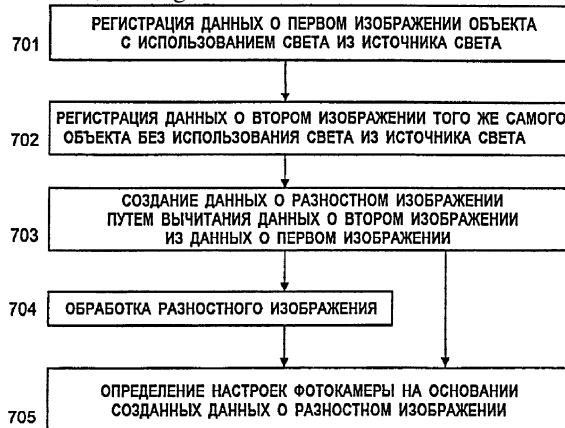 701
РЕГИСТРАЦИЯ ДАННЫХ О ПЕРВОМ ИЗОБРАЖЕНИИ ОБЪЕКТА
С ИСПОЛЬЗОВАНИЕМ СВЕТА ИЗ ИСТОЧНИКА СВЕТА
702
РЕГИСТРАЦИЯ ДАННЫХ О ВТОРОМ ИЗОБРАЖЕНИИ ТОГО ЖЕ САМОГО
ОБЪЕКТА БЕЗ ИСПОЛЬЗОВАНИЯ СВЕТА ИЗ ИСТОЧНИКА СВЕТА
703
СОЗДАНИЕ ДАННЫХ О РАЗНОСТНОМ ИЗОБРАЖЕНИИ
ПУТЕМ ВЫЧИТАНИЯ ДАННЫХ О ВТОРОМ ИЗОБРАЖЕНИИ
ИЗ ДАННЫХ О ПЕРВОМ ИЗОБРАЖЕНИИ
704
ОБРАБОТКА РАЗНОСТНОГО ИЗОБРАЖЕНИЯ
705
ОПРЕДЕЛЕНИЕ НАСТРОЕК ФОТОКАМЕРЫ НА ОСНОВАНИИ
СОЗДАННЫХ ДАННЫХ О РАЗНОСТНОМ ИЗОБРАЖЕНИИ